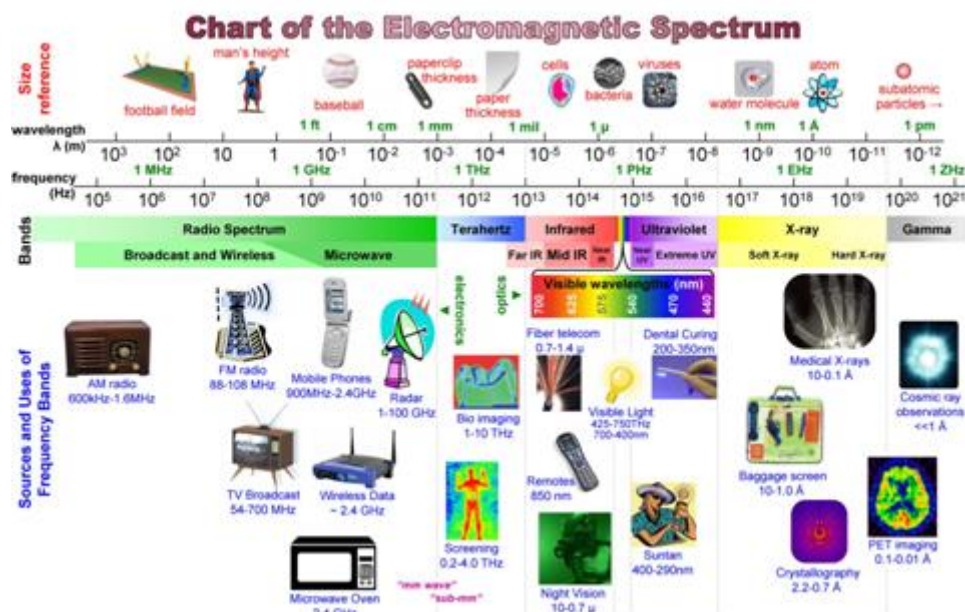 Chart of the Electromagnetic Spectrum
Size
reference
football field
man's height
baseball
paperclip
thickness
paper
thickness
cells
bacteria
viruses
water molecule
atom
subatomic
particles →
wavelength
λ (m)
1 ft 1 cm 1 mm 1 mil 1 μ 1 nm 1 Å 1 pm
10³ 10² 10 1 10⁻¹ 10⁻² 10⁻³ 10⁻⁴ 10⁻⁵ 10⁻⁶ 10⁻⁷ 10⁻⁸ 10⁻⁹ 10⁻¹⁰ 10⁻¹¹ 10⁻¹²
frequency
(Hz)
1 MHz 1 GHz 1 THz 1 PHz 1 EHz 1 ZHz
10⁵ 10⁶ 10⁷ 10⁸ 10⁹ 10¹⁰ 10¹¹ 10¹² 10¹³ 10¹⁴ 10¹⁵ 10¹⁶ 10¹⁷ 10¹⁸ 10¹⁹ 10²⁰ 10²¹
Bands
Radio Spectrum Terahertz Infrared Ultraviolet X-ray Gamma
Broadcast and Wireless Microwave Far IR Mid IR Near IR Near UV Extreme UV Soft X-ray Hard X-ray
electronics
optics
Visible wavelengths (nm)
700 625 575 540 470 440
Sources and Uses of
Frequency Bands
AM radio
600kHz-1.6MHz
FM radio
88-108 MHz
Mobile Phones
900MHz-2.4GHz
Radar
1-100 GHz
Bio imaging
1-10 THz
Fiber telecom
0.7-1.4 μ
Visible Light
425-750THz
700-400nm
Dental Curing
200-350nm
Medical X-rays
10-0.1 Å
Cosmic ray
observations
<<1 Å
TV Broadcast
54-700 MHz
Wireless Data
~ 2.4 GHz
Screening
0.2-4.0 THz
Remotes
850 nm
Suntan
400-290nm
Baggage screen
10-1.0 Å
PET imaging
0.1-0.01 Å
Crystallography
2.2-0.7 Å
Microwave Oven
2.4 GHz
"mm wave"
"sub-mm"
Night Vision
10-0.7 μ